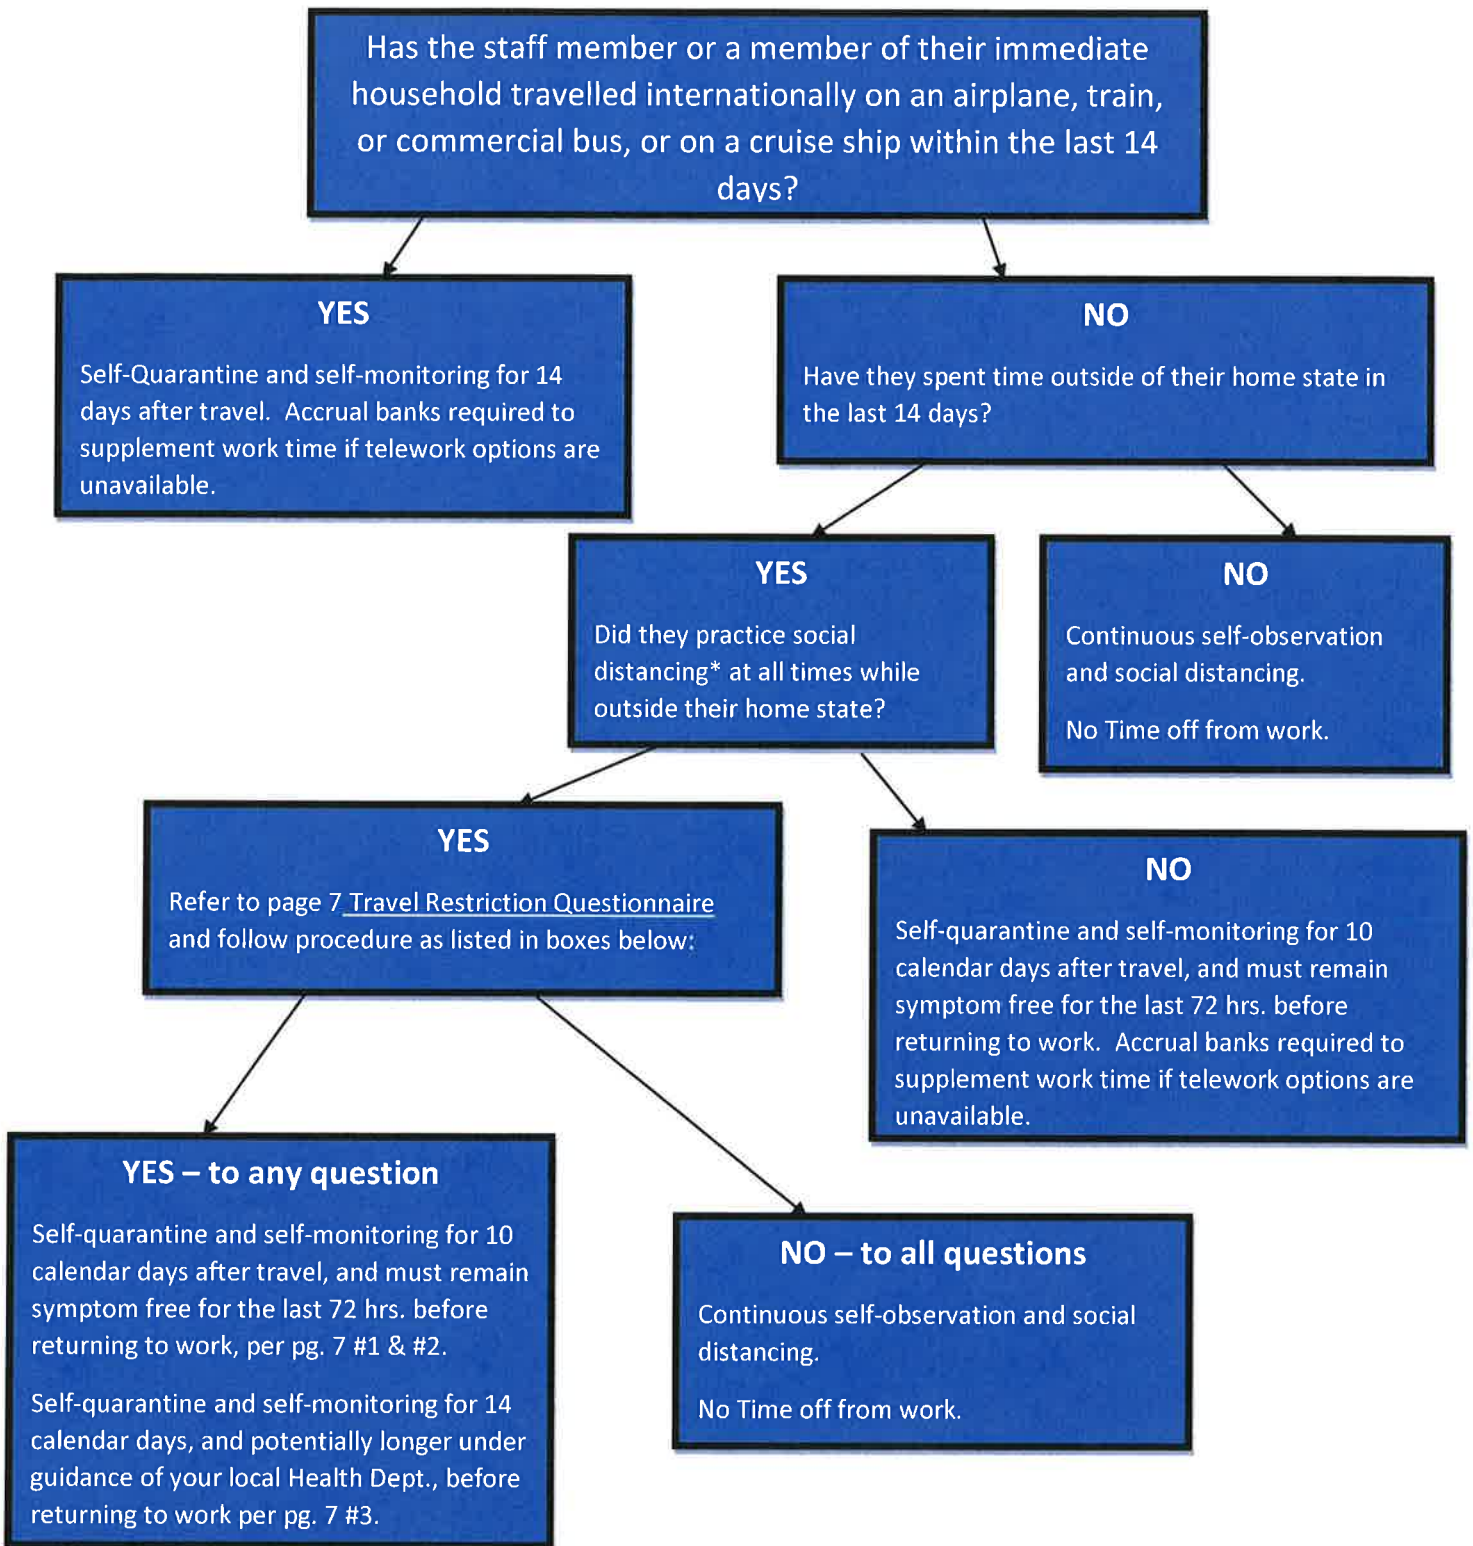 Has the staff member or a member of their immediate
household travelled internationally on an airplane, train,
or commercial bus, or on a cruise ship within the last 14
days?
YES
Self-Quarantine and self-monitoring for 14
days after travel.  Accrual banks required to
supplement work time if telework options are
unavailable.
NO
Have they spent time outside of their home state in
the last 14 days?
YES
Did they practice social
distancing* at all times while
outside their home state?
NO
Continuous self-observation
and social distancing.
No Time off from work.
YES
Refer to page 7 Travel Restriction Questionnaire
and follow procedure as listed in boxes below:
NO
Self-quarantine and self-monitoring for 10
calendar days after travel, and must remain
symptom free for the last 72 hrs. before
returning to work.  Accrual banks required to
supplement work time if telework options are
unavailable.
YES – to any question
Self-quarantine and self-monitoring for 10
calendar days after travel, and must remain
symptom free for the last 72 hrs. before
returning to work, per pg. 7 #1 & #2.
Self-quarantine and self-monitoring for 14
calendar days, and potentially longer under
guidance of your local Health Dept., before
returning to work per pg. 7 #3.
NO – to all questions
Continuous self-observation and social
distancing.
No Time off from work.